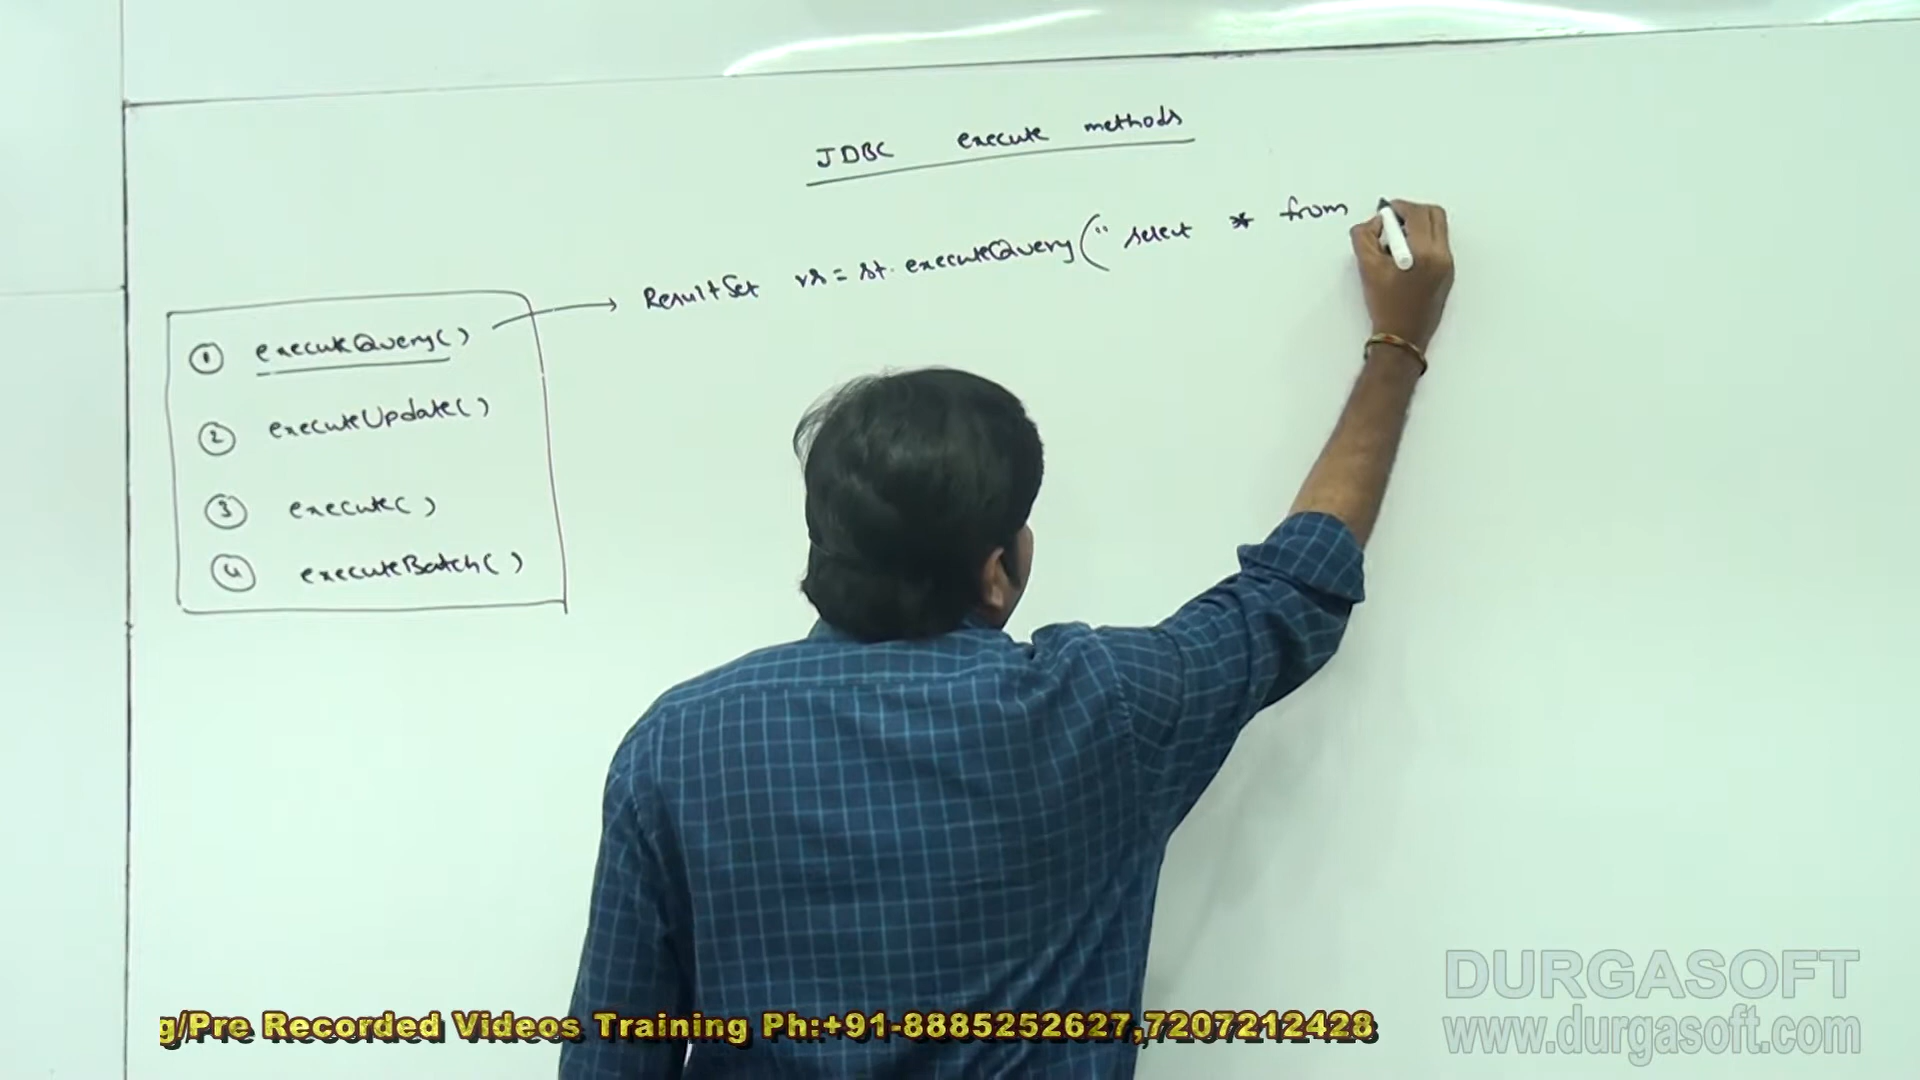 JDBC execute methods
ResultSet rs = st. executeQuery(" select * from
① executeQuery()
② executeUpdate()
③ execute()
④ executeBatch()
DURGASOFT
g/Pre Recorded Videos Training Ph:+91-8885252627,7207212428
www.durgasoft.com